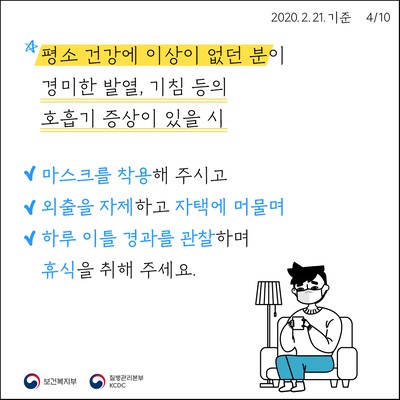 2020. 2. 21. 기준 4/10
평소 건강에 이상이 없던 분이
경미한 발열, 기침 등의
호흡기 증상이 있을 시
마스크를 착용해 주시고
외출을 자제하고 자택에 머물며
하루 이틀 경과를 관찰하며
휴식을 취해 주세요.
보건복지부
질병관리본부
KCDC